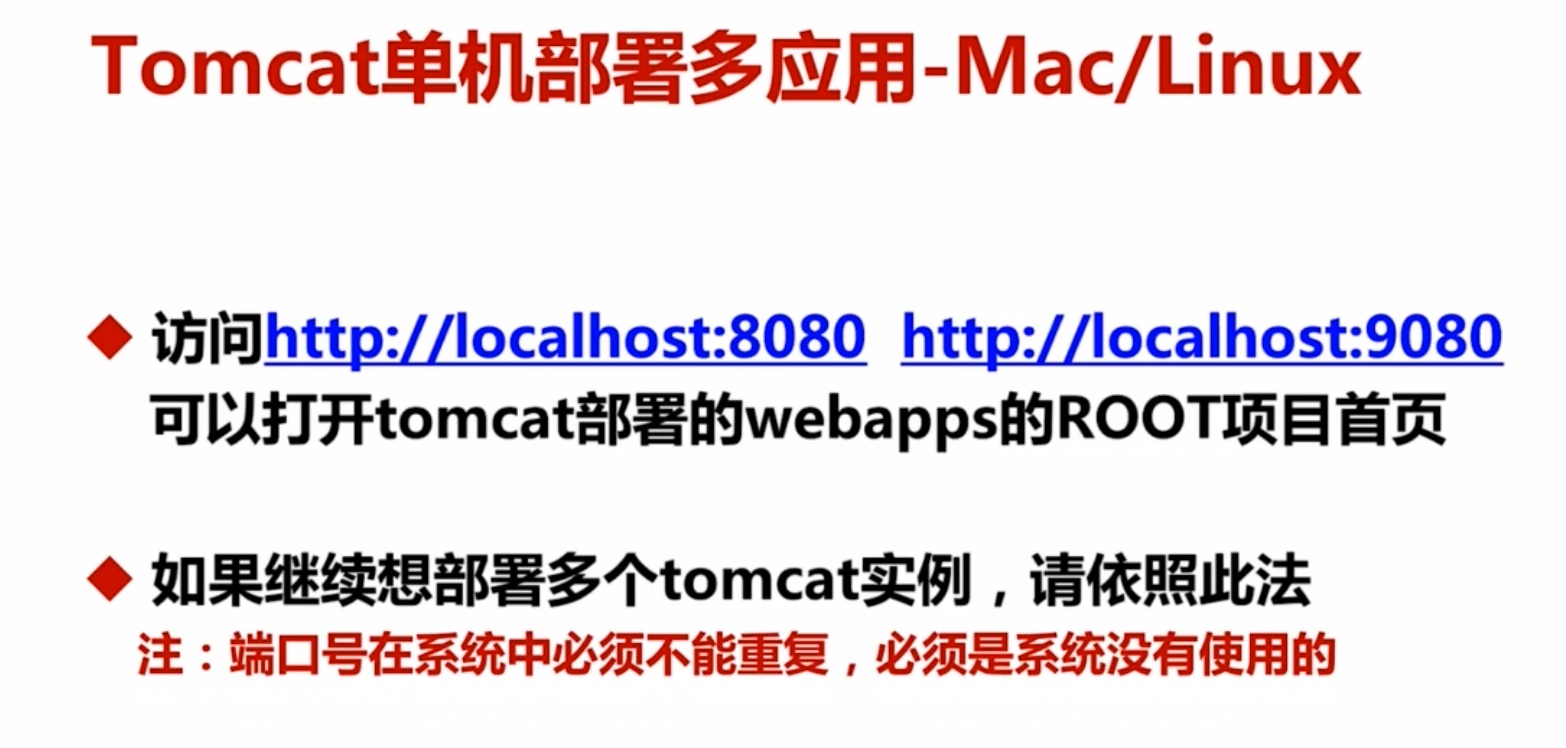 Tomcat单机部署多应用-Mac/Linux
访问http://localhost:8080 http://localhost:9080
可以打开tomcat部署的webapps的ROOT项目首页
如果继续想部署多个tomcat实例，请依照此法
注：端口号在系统中必须不能重复，必须是系统没有使用的